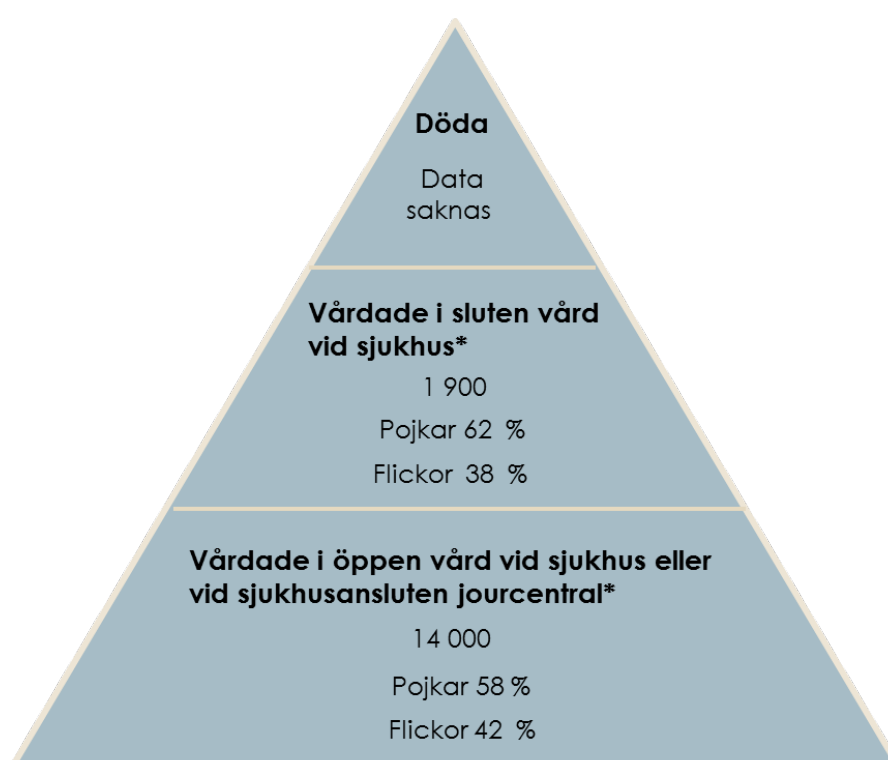 Döda
Data
saknas
Vårdade i sluten vård
vid sjukhus*
1 900
Pojkar 62 %
Flickor 38 %
Vårdade i öppen vård vid sjukhus eller
vid sjukhusansluten jourcentral*
14 000
Pojkar 58 %
Flickor 42 %